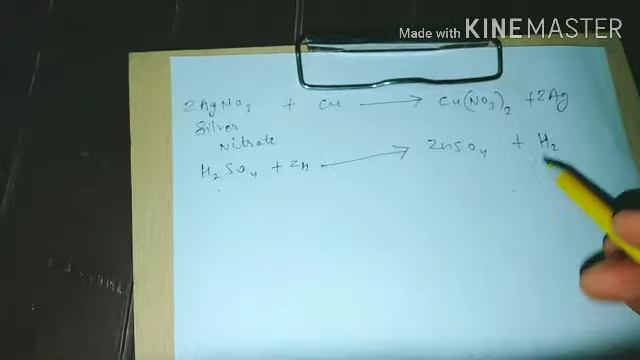 Made with KINEMASTER
2AgNO3 + Cu → Cu(NO3)2 + 2Ag
Silver
Nitrate
H2SO4 + Zn → ZnSO4 + H2